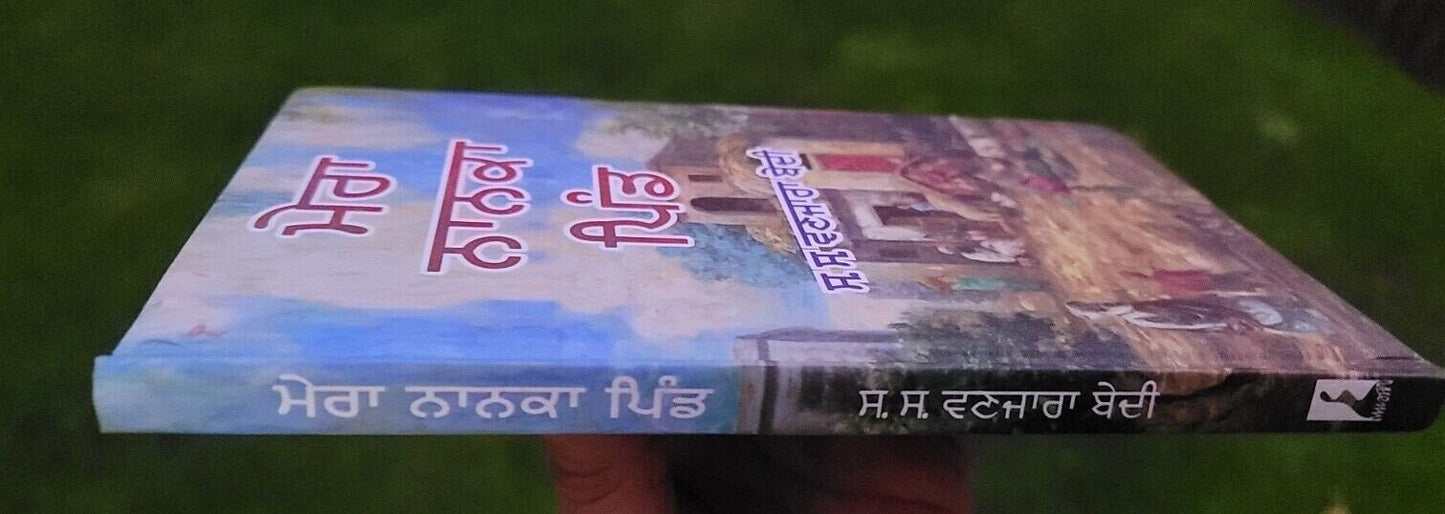 ਮੇਰਾ
ਨਾਨਕਾ
ਪਿੰਡ
ਸ. ਸ. ਵਣਜਾਰਾ ਬੇਦੀ
ਮੇਰਾ ਨਾਨਕਾ ਪਿੰਡ
ਸ. ਸ. ਵਣਜਾਰਾ ਬੇਦੀ